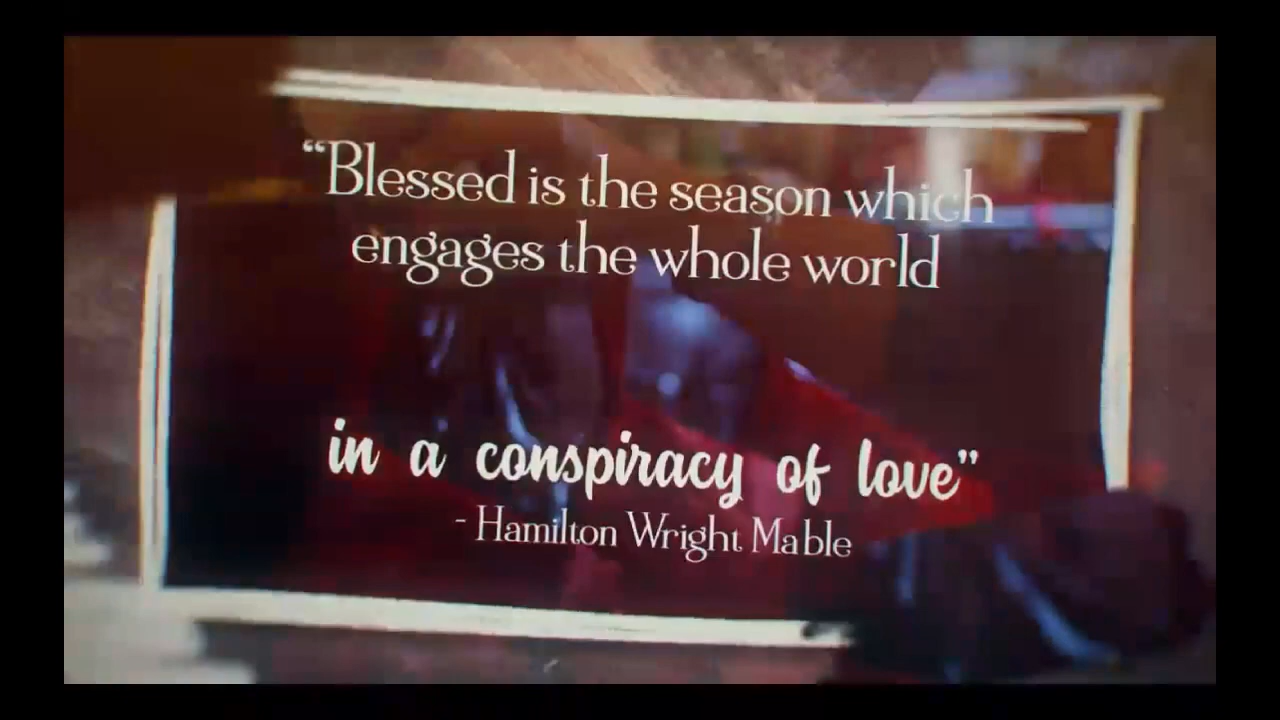 “Blessed is the season which
engages the whole world
in a conspiracy of love”
- Hamilton Wright Mable